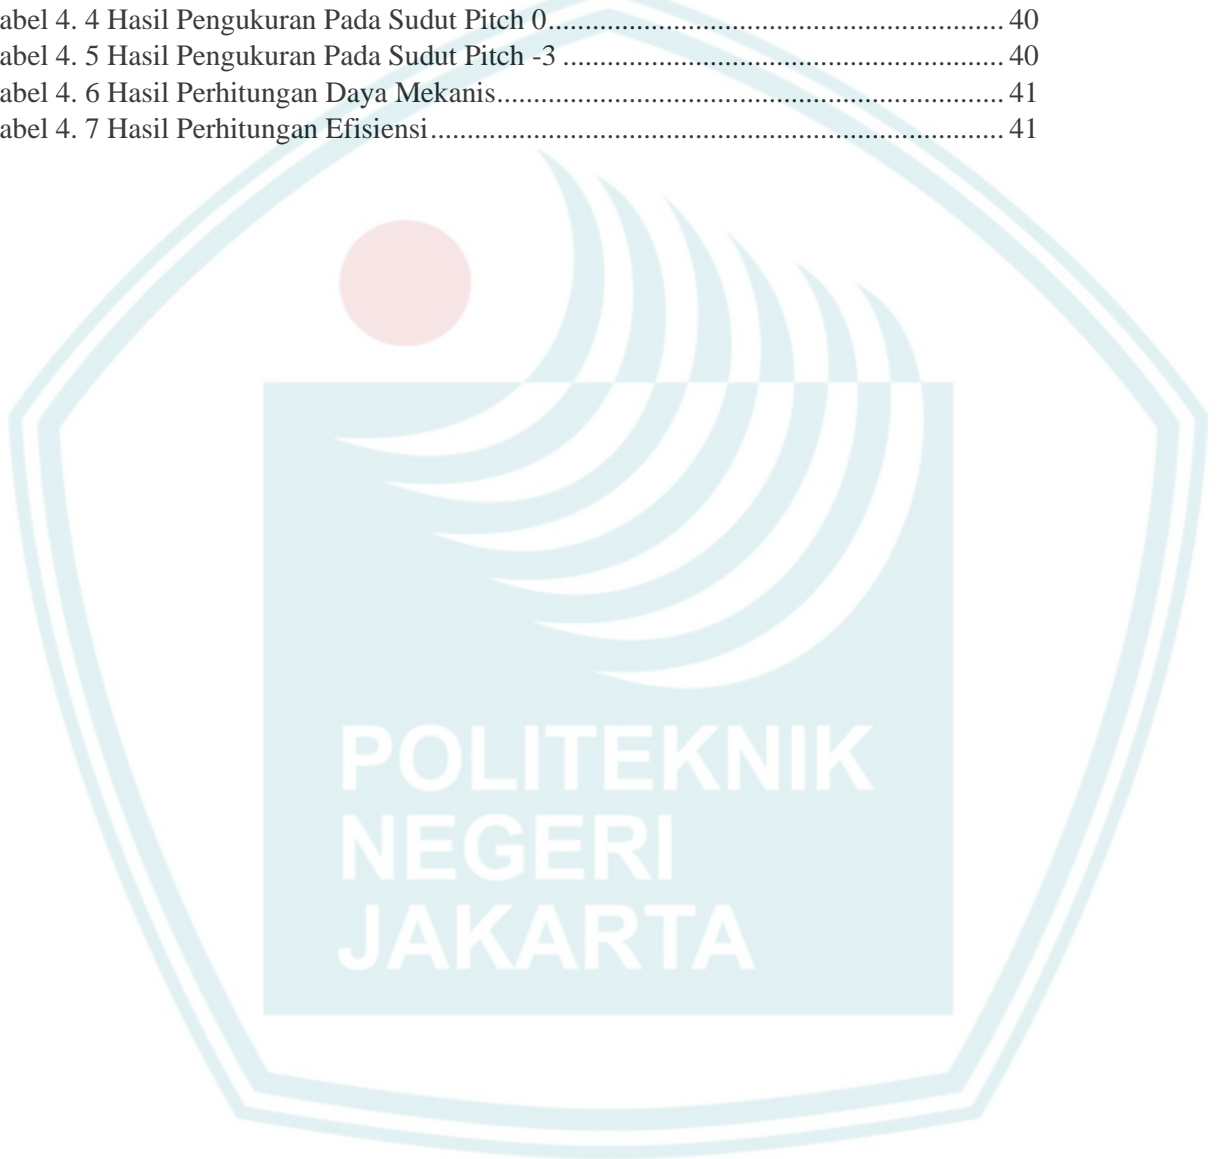 abel 4. 4 Hasil Pengukuran Pada Sudut Pitch 0.............................................................. 40
abel 4. 5 Hasil Pengukuran Pada Sudut Pitch -3 ............................................................ 40
abel 4. 6 Hasil Perhitungan Daya Mekanis..................................................................... 41
abel 4. 7 Hasil Perhitungan Efisiensi.............................................................................. 41
POLITEKNIK
NEGERI
JAKARTA